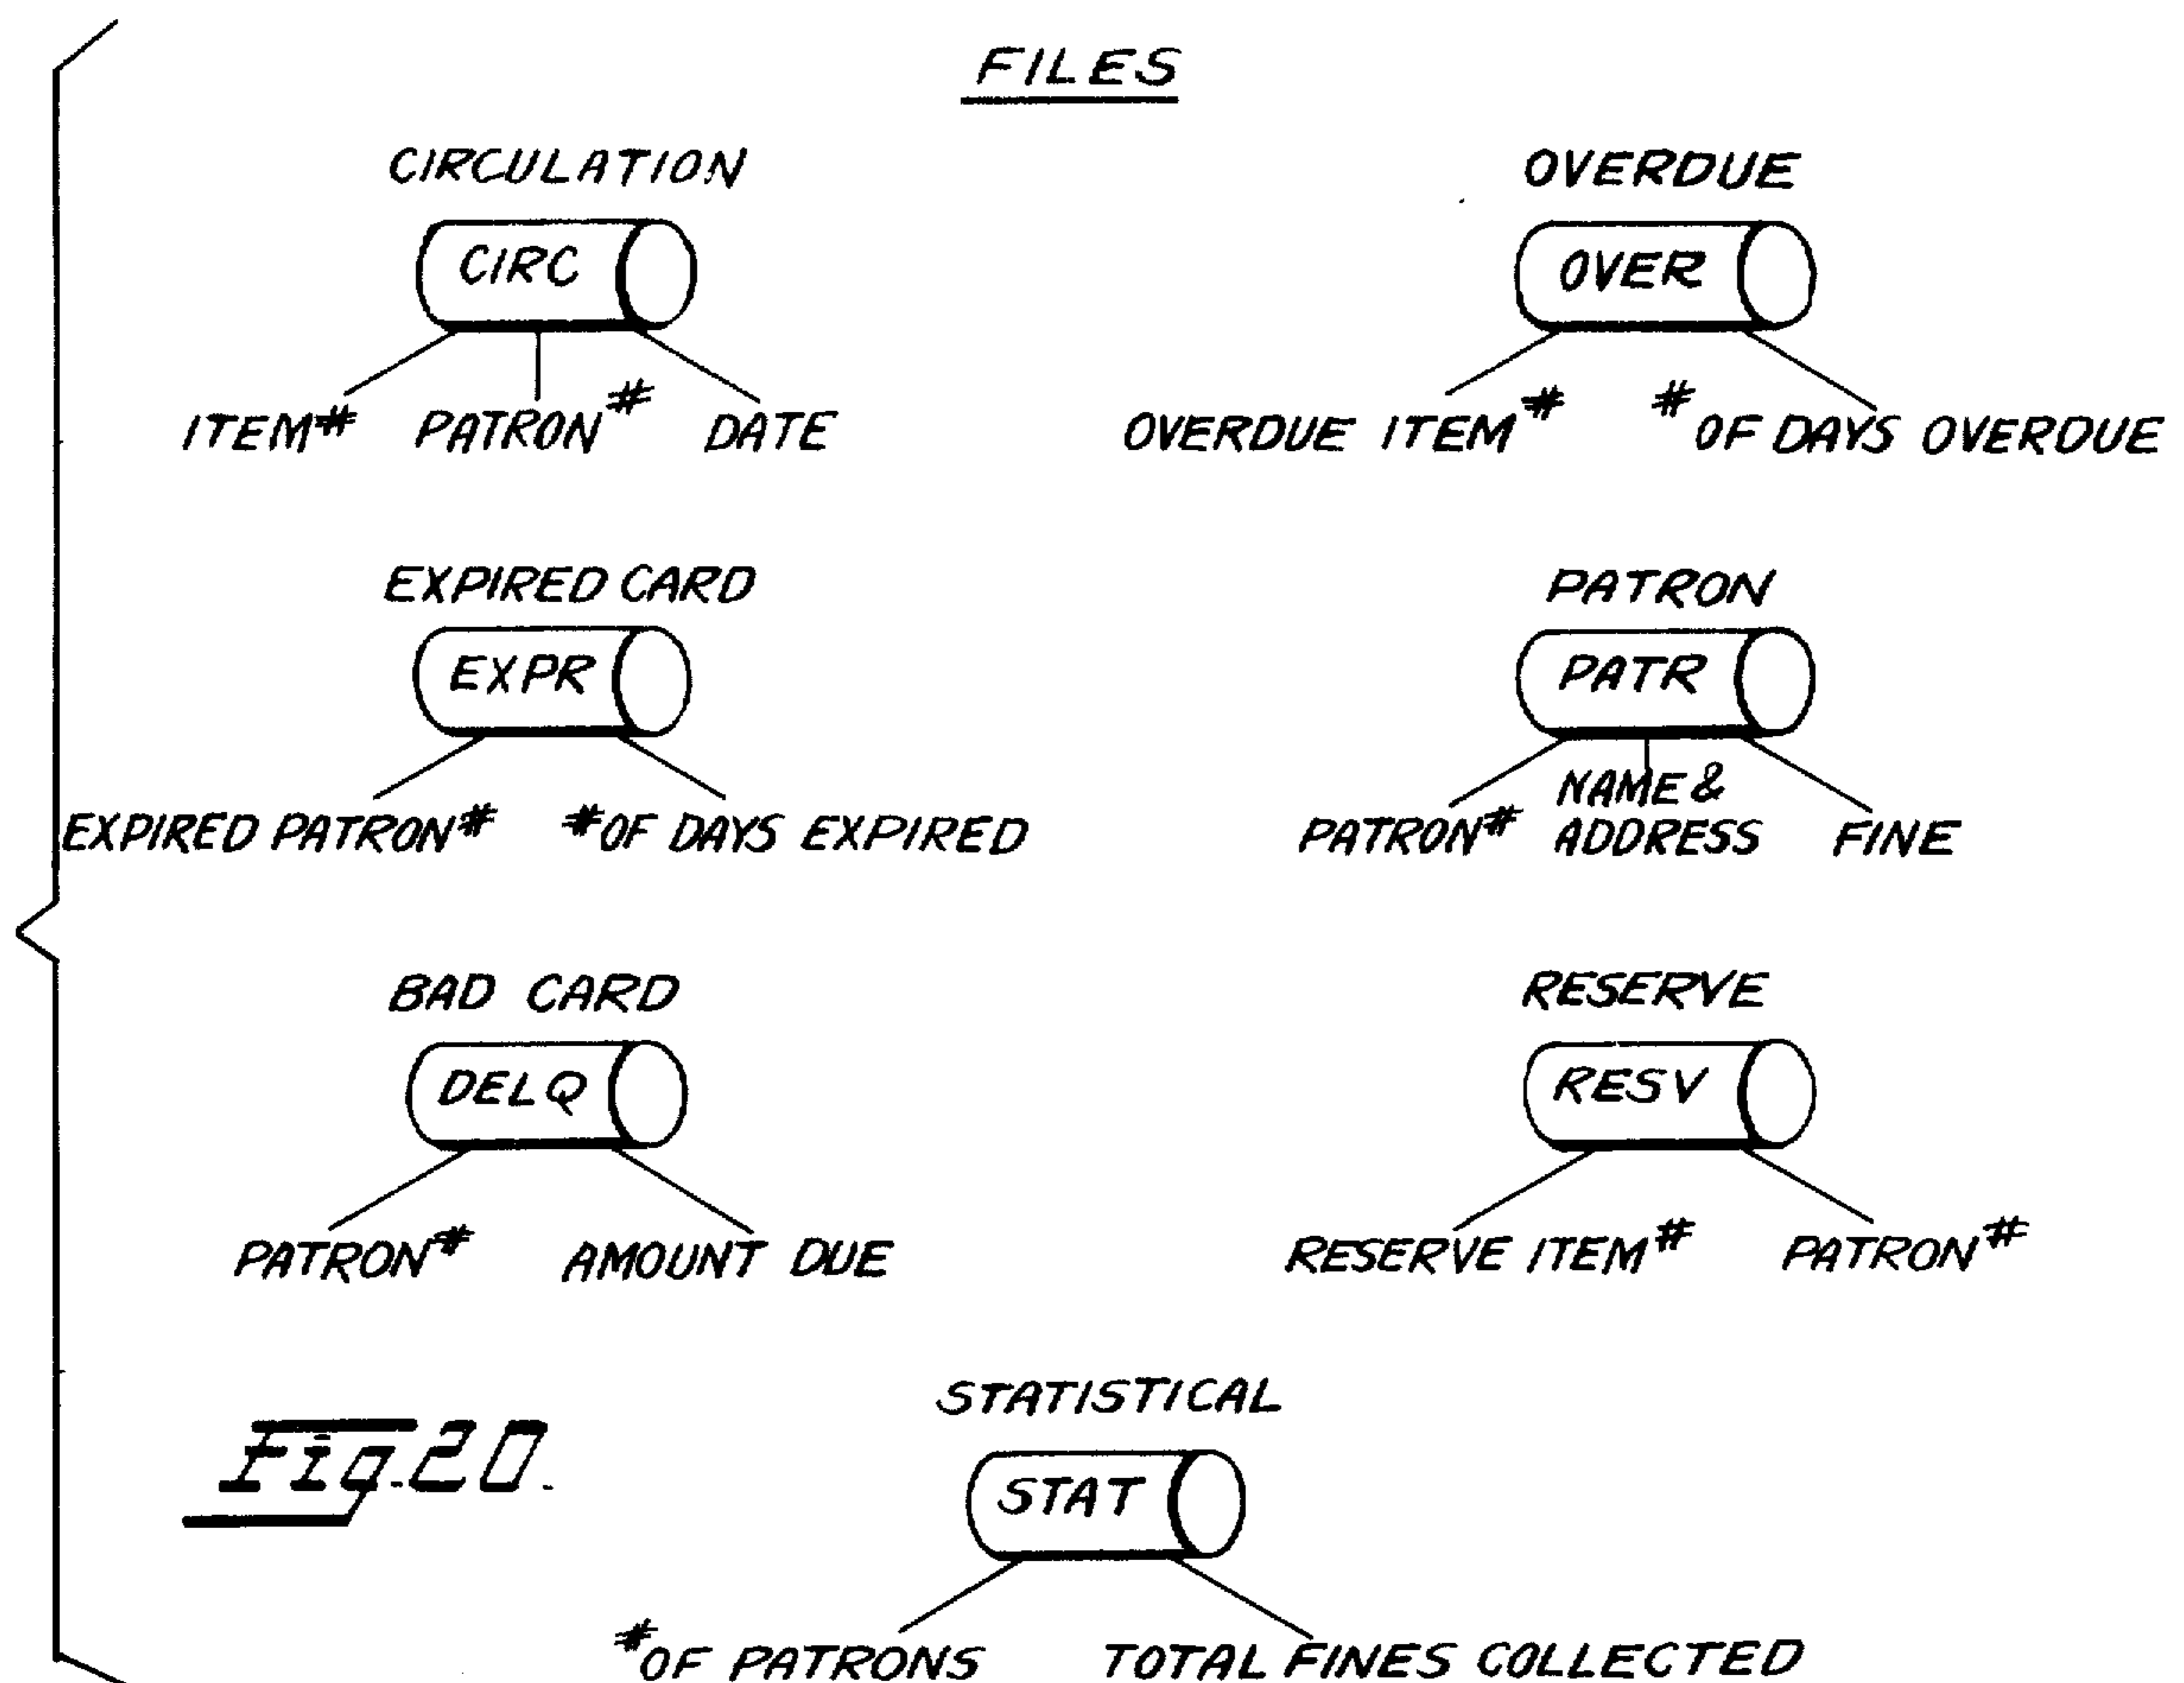 FILES
CIRCULATION
CIRC
ITEM# PATRON# DATE
OVERDUE
OVER
OVERDUE ITEM# # OF DAYS OVERDUE
EXPIRED CARD
EXPR
EXPIRED PATRON# #OF DAYS EXPIRED
PATRON
PATR
PATRON# NAME &
ADDRESS FINE
BAD CARD
DELQ
PATRON# AMOUNT DUE
RESERVE
RESV
RESERVE ITEM# PATRON#
STATISTICAL
STAT
#OF PATRONS TOTAL FINES COLLECTED
Fig.20.